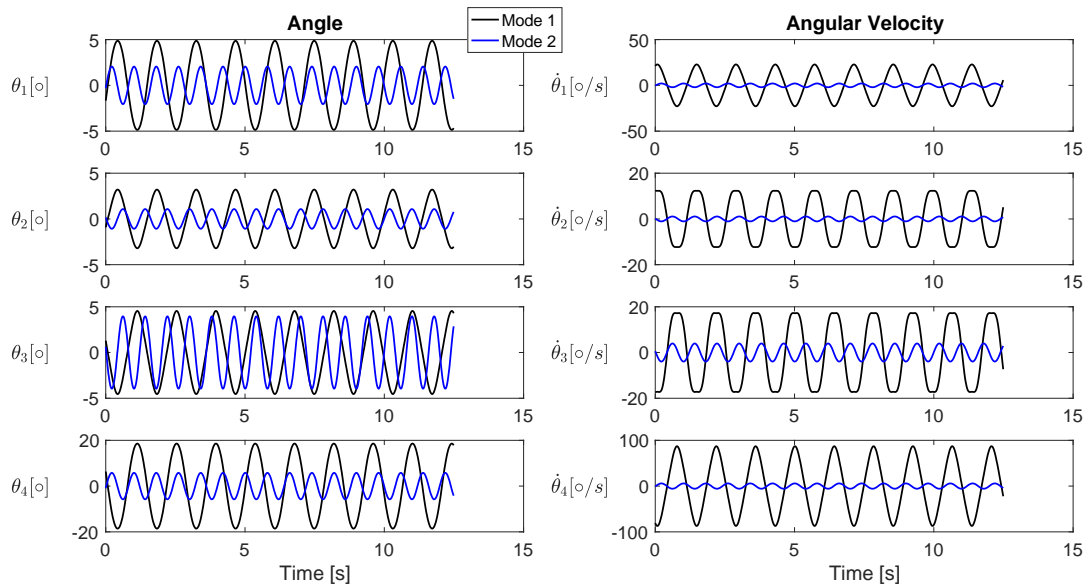 Angle
Mode 1
Mode 2
Angular Velocity
5
0
-5
θ₁[∘]
0 5 10 15
50
0
-50
θ̇₁[∘/s]
0 5 10 15
5
0
-5
θ₂[∘]
0 5 10 15
20
0
-20
θ̇₂[∘/s]
0 5 10 15
5
0
-5
θ₃[∘]
0 5 10 15
20
0
-20
θ̇₃[∘/s]
0 5 10 15
20
0
-20
θ₄[∘]
0 5 10 15
Time [s]
100
0
-100
θ̇₄[∘/s]
0 5 10 15
Time [s]